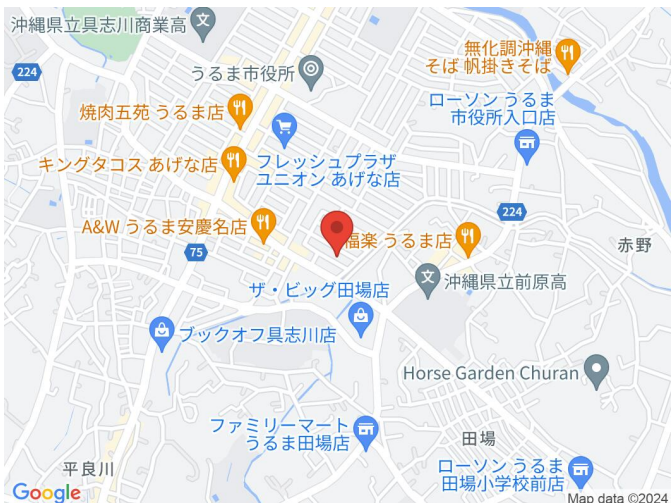 沖縄県立具志川商業高
無化調沖縄
そば 帆掛きそば
224
うるま市役所
ローソン うるま
市役所入口店
焼肉五苑 うるま店
フレッシュプラザ
ユニオン あげな店
キングタコス あげな店
224
A&W うるま安慶名店
福楽 うるま店
赤野
75
沖縄県立前原高
ザ・ビッグ田場店
ブックオフ具志川店
Horse Garden Churan
ファミリーマート
うるま田場店
田場
平良川
ローソン うるま
田場小学校前店
Google
Map data ©2024